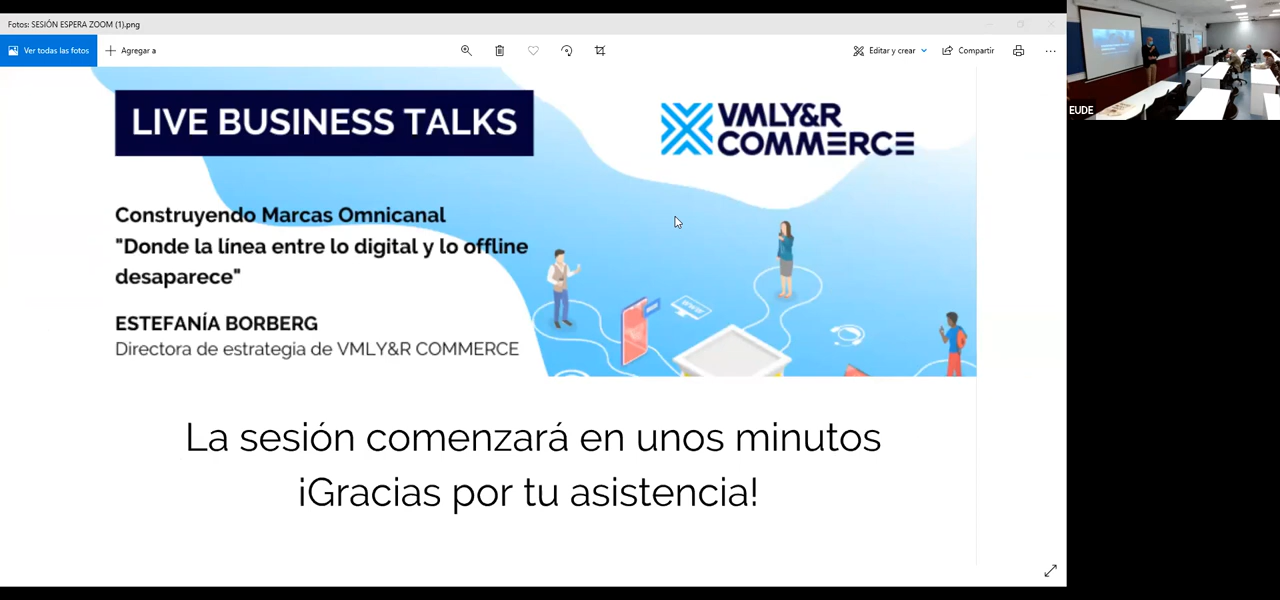 Fotos: SESIÓN ESPERA ZOOM (1).png
Ver todas las fotos
Agregar a
Editar y crear
Compartir
EUDE
LIVE BUSINESS TALKS
VMLY&R
COMMERCE
Construyendo Marcas Omnicanal
"Donde la línea entre lo digital y lo offline
desaparece"
ESTEFANÍA BORBERG
Directora de estrategia de VMLY&R COMMERCE
La sesión comenzará en unos minutos
¡Gracias por tu asistencia!